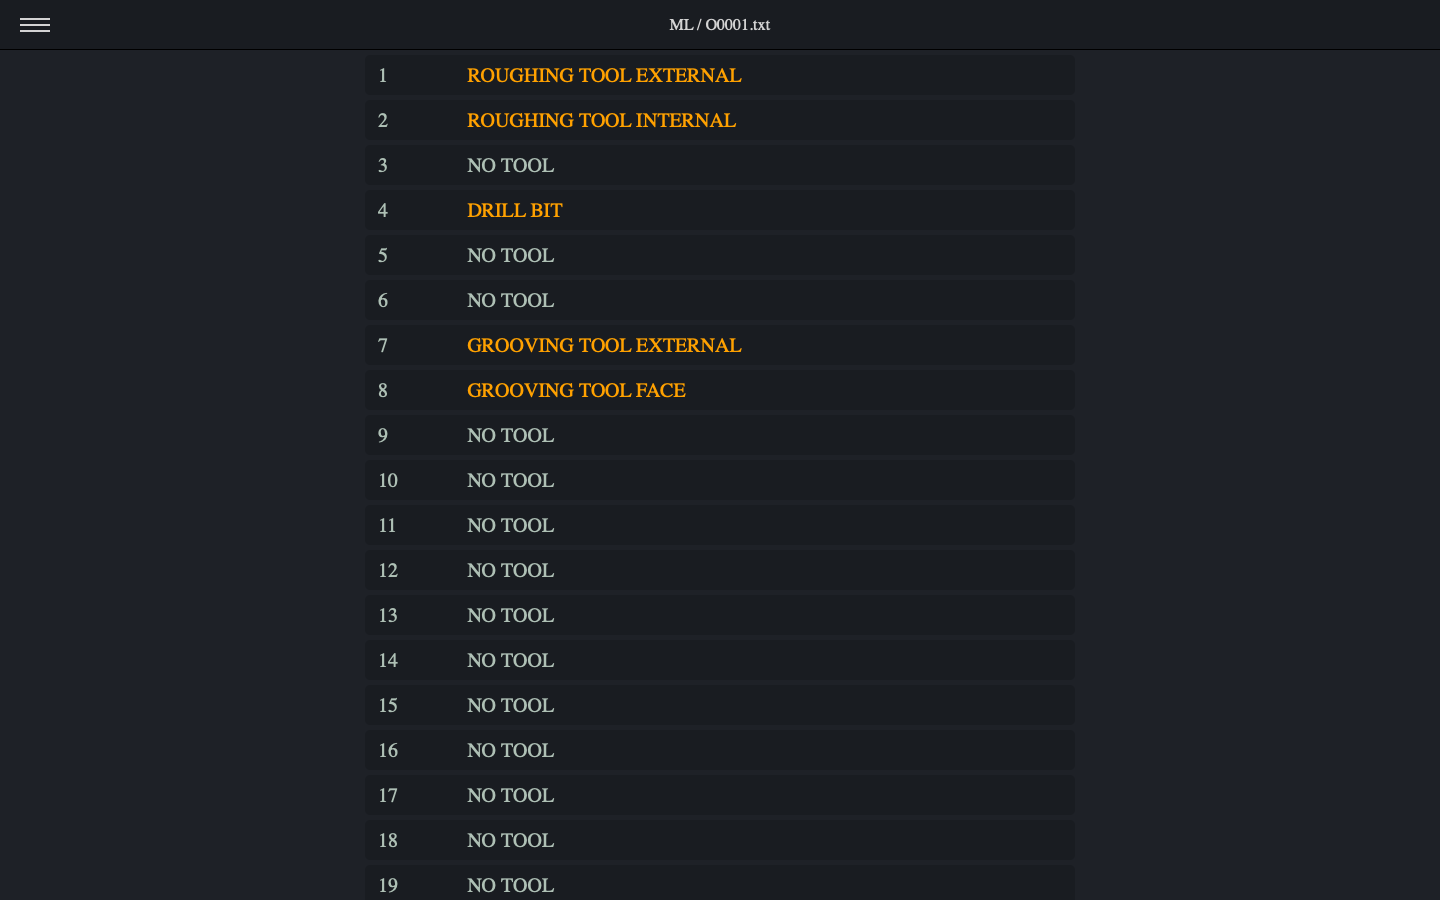 ML / O0001.txt
1 ROUGHING TOOL EXTERNAL
2 ROUGHING TOOL INTERNAL
3 NO TOOL
4 DRILL BIT
5 NO TOOL
6 NO TOOL
7 GROOVING TOOL EXTERNAL
8 GROOVING TOOL FACE
9 NO TOOL
10 NO TOOL
11 NO TOOL
12 NO TOOL
13 NO TOOL
14 NO TOOL
15 NO TOOL
16 NO TOOL
17 NO TOOL
18 NO TOOL
19 NO TOOL